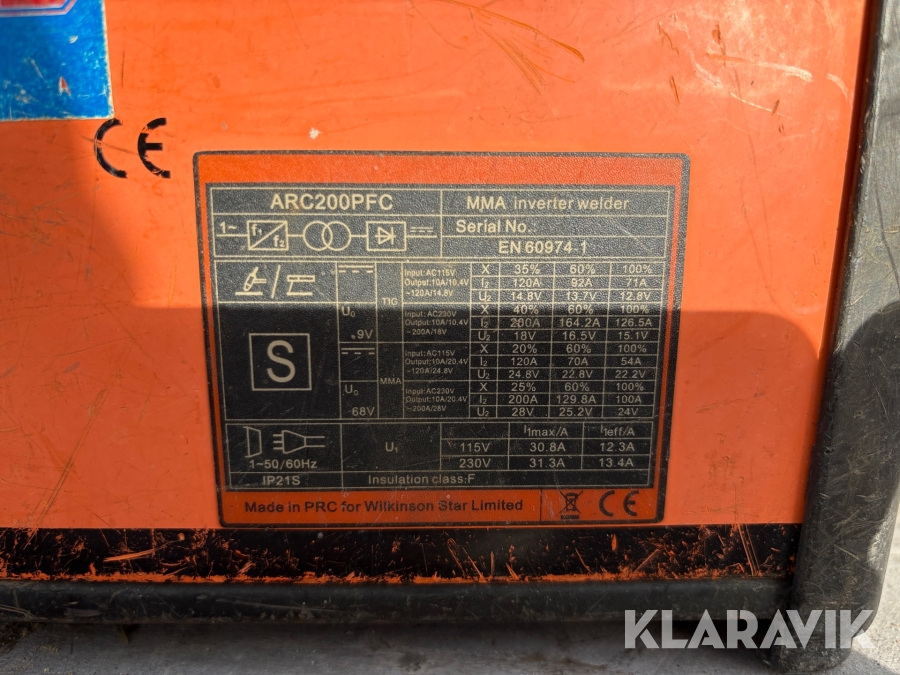 KLARAVIK
CE
ARC200PFC MMA inverter welder
1~ f1 f2 Serial No.:
EN 60974 1
TIG Input:AC115V X 35% 60% 100%
Output:10A/10,4V I2 120A 92A 71A
~120A/14.8V U2 14.8V 13.7V 12.8V
U0 Input:AC230V X 40% 60% 100%
Output:10A/10,4V I2 200A 164.2A 126.5A
9V ~200A/18V U2 18V 16.5V 15.1V
S
MMA Input:AC115V X 20% 60% 100%
Output:10A/20,4V I2 120A 70A 54A
~120A/24.8V U2 24.8V 22.8V 22.2V
U0 Input:AC230V X 25% 60% 100%
Output:10A/20,4V I2 200A 129.8A 100A
68V ~200A/28V U2 28V 25.2V 24V
U1 I1max/A I1eff/A
115V 30.8A 12.3A
1~50/60Hz 230V 31.3A 13.4A
IP21S Insulation class:F
Made in PRC for Wilkinson Star Limited CE
KLARAVIK